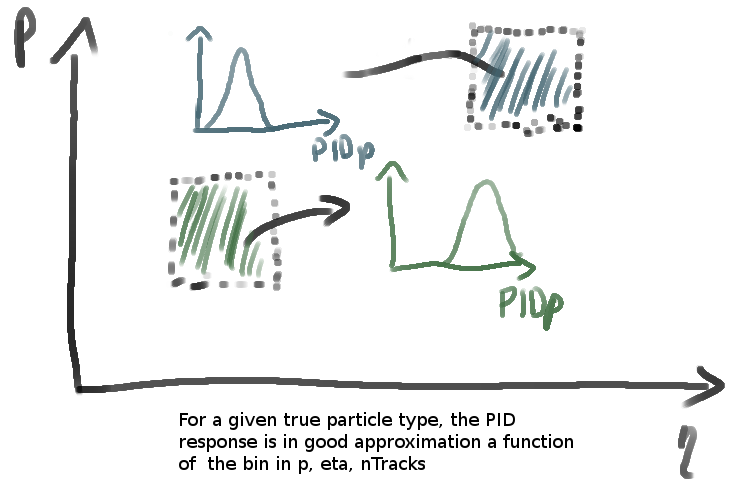 p
PIDp
PIDp
η
For a given true particle type, the PID
response is in good approximation a function
of  the bin in p, eta, nTracks